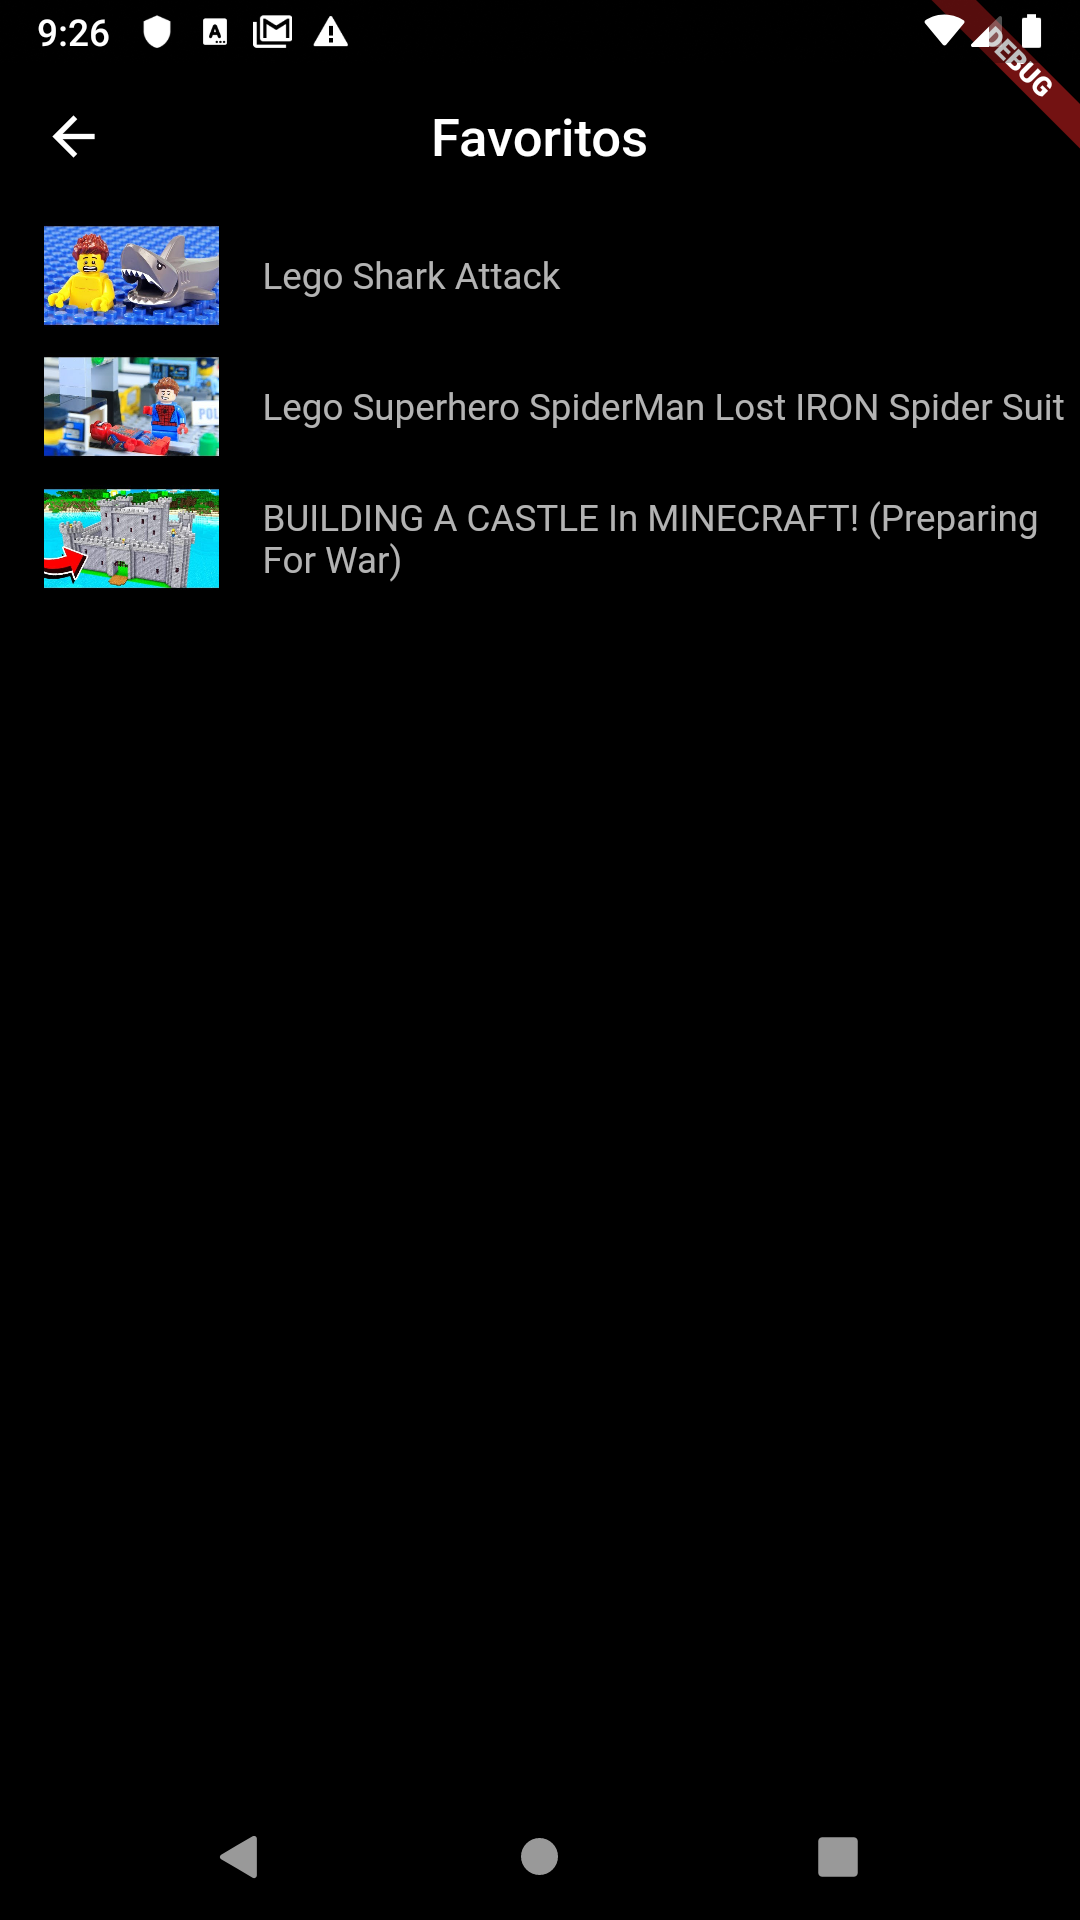 9:26
DEBUG
Favoritos
Lego Shark Attack
POL
Lego Superhero SpiderMan Lost IRON Spider Suit
BUILDING A CASTLE In MINECRAFT! (Preparing
For War)